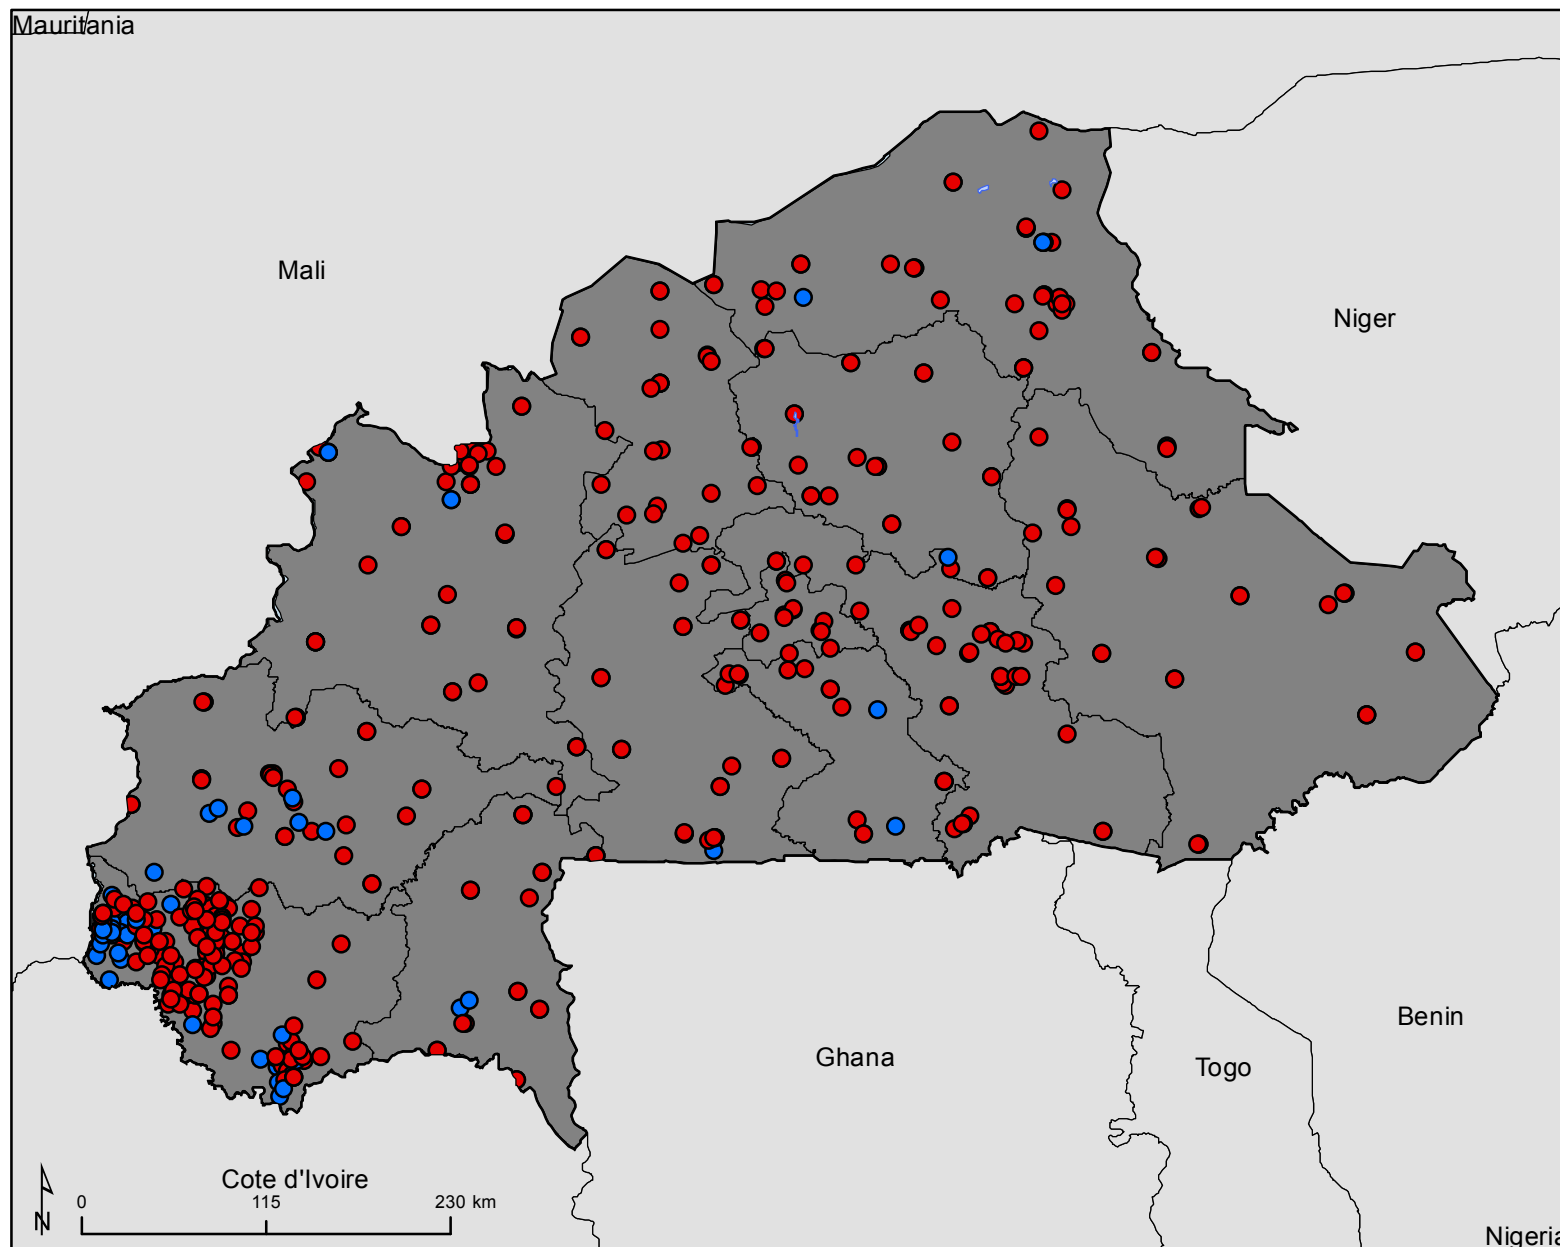 Mauritania
Mali
Niger
Benin
Ghana
Togo
Cote d'Ivoire
0 115 230 km
N
Nigeria